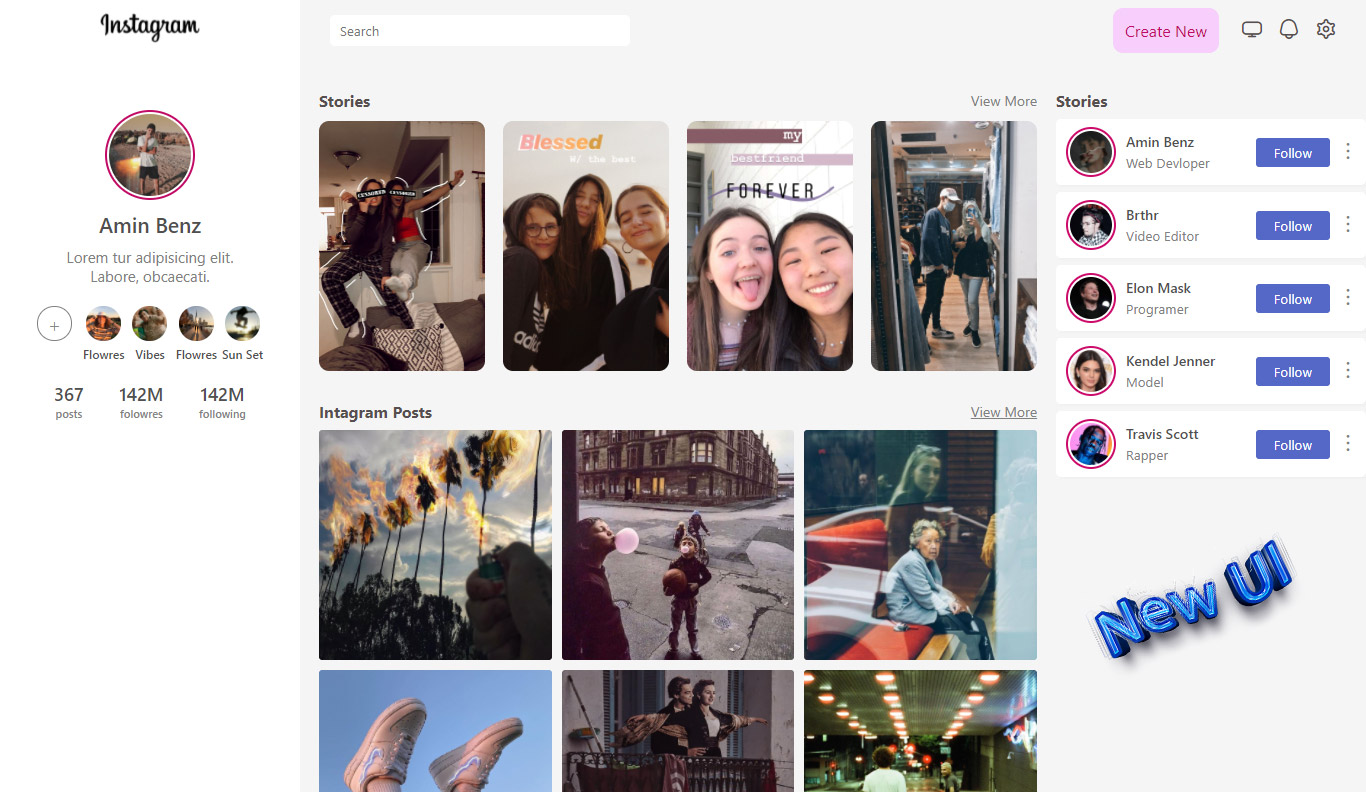 Instagram
Search
Create New
Amin Benz
Lorem tur adipisicing elit.
Labore, obcaecati.
+
Flowres
Vibes
Flowres
Sun Set
367
posts
142M
folowres
142M
following
Stories
View More
CENSORED CENSORED
Blessed
W/ the best
my
bestfriend
FOREVER
adidas
Intagram Posts
View More
Stories
Amin Benz
Web Devloper
Follow
Brthr
Video Editor
Follow
Elon Mask
Programer
Follow
Kendel Jenner
Model
Follow
Travis Scott
Rapper
Follow
New UI